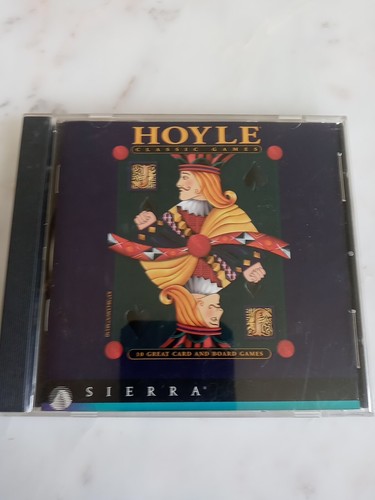 HOYLE
CLASSIC GAMES
J
J
10 GREAT CARD AND BOARD GAMES
SIERRA®